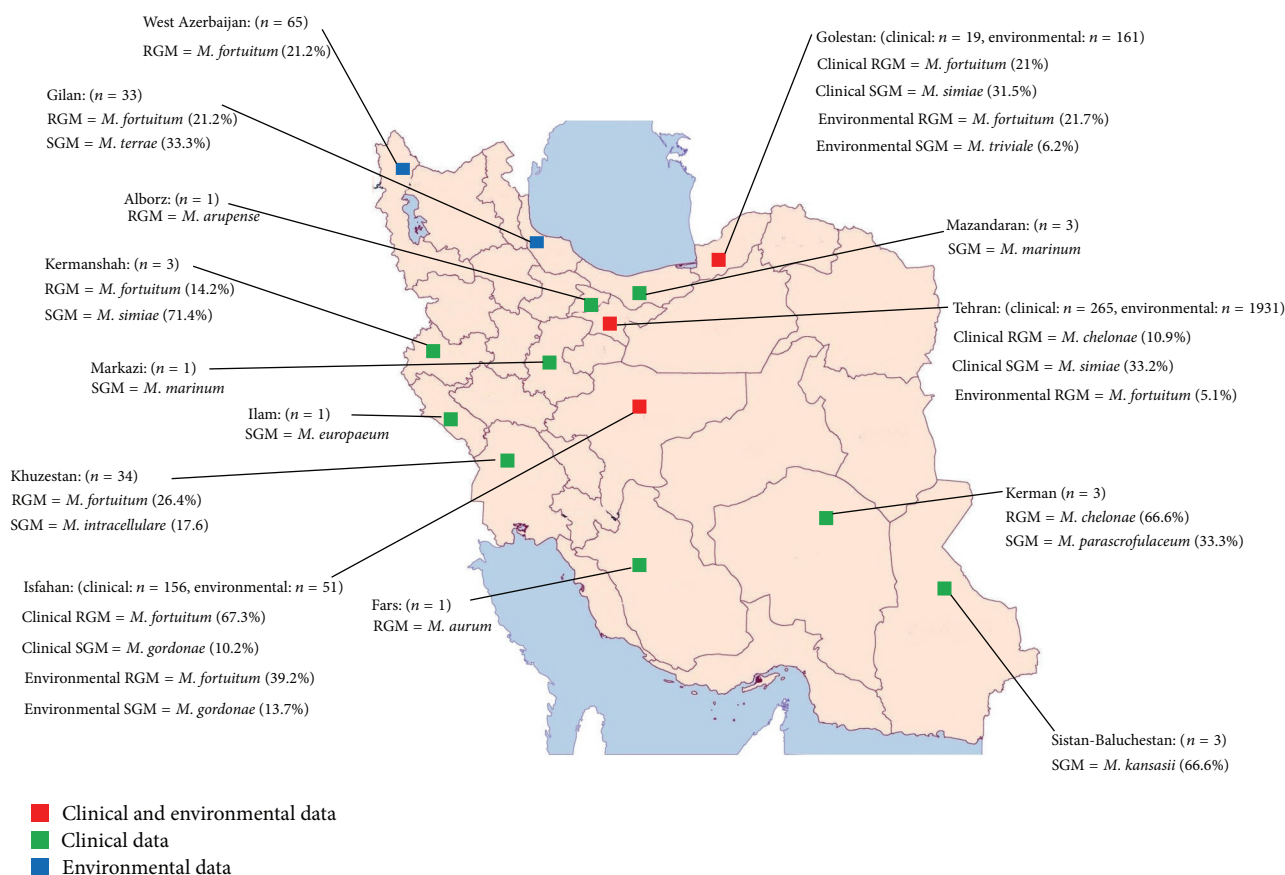 West Azerbaijan: (n = 65)
RGM = M. fortuitum (21.2%)
Gilan: (n = 33)
RGM = M. fortuitum (21.2%)
SGM = M. terrae (33.3%)
Alborz: (n = 1)
RGM = M. arupense
Kermanshah: (n = 3)
RGM = M. fortuitum (14.2%)
SGM = M. simiae (71.4%)
Markazi: (n = 1)
SGM = M. marinum
Ilam: (n = 1)
SGM = M. europaeum
Khuzestan: (n = 34)
RGM = M. fortuitum (26.4%)
SGM = M. intracellulare (17.6)
Isfahan: (clinical: n = 156, environmental: n = 51)
Clinical RGM = M. fortuitum (67.3%)
Clinical SGM = M. gordonae (10.2%)
Environmental RGM = M. fortuitum (39.2%)
Environmental SGM = M. gordonae (13.7%)
Fars: (n = 1)
RGM = M. aurum
Golestan: (clinical: n = 19, environmental: n = 161)
Clinical RGM = M. fortuitum (21%)
Clinical SGM = M. simiae (31.5%)
Environmental RGM = M. fortuitum (21.7%)
Environmental SGM = M. triviale (6.2%)
Mazandaran: (n = 3)
SGM = M. marinum
Tehran: (clinical: n = 265, environmental: n = 1931)
Clinical RGM = M. chelonae (10.9%)
Clinical SGM = M. simiae (33.2%)
Environmental RGM = M. fortuitum (5.1%)
Kerman (n = 3)
RGM = M. chelonae (66.6%)
SGM = M. parascrofulaceum (33.3%)
Sistan-Baluchestan: (n = 3)
SGM = M. kansasii (66.6%)
Clinical and environmental data
Clinical data
Environmental data